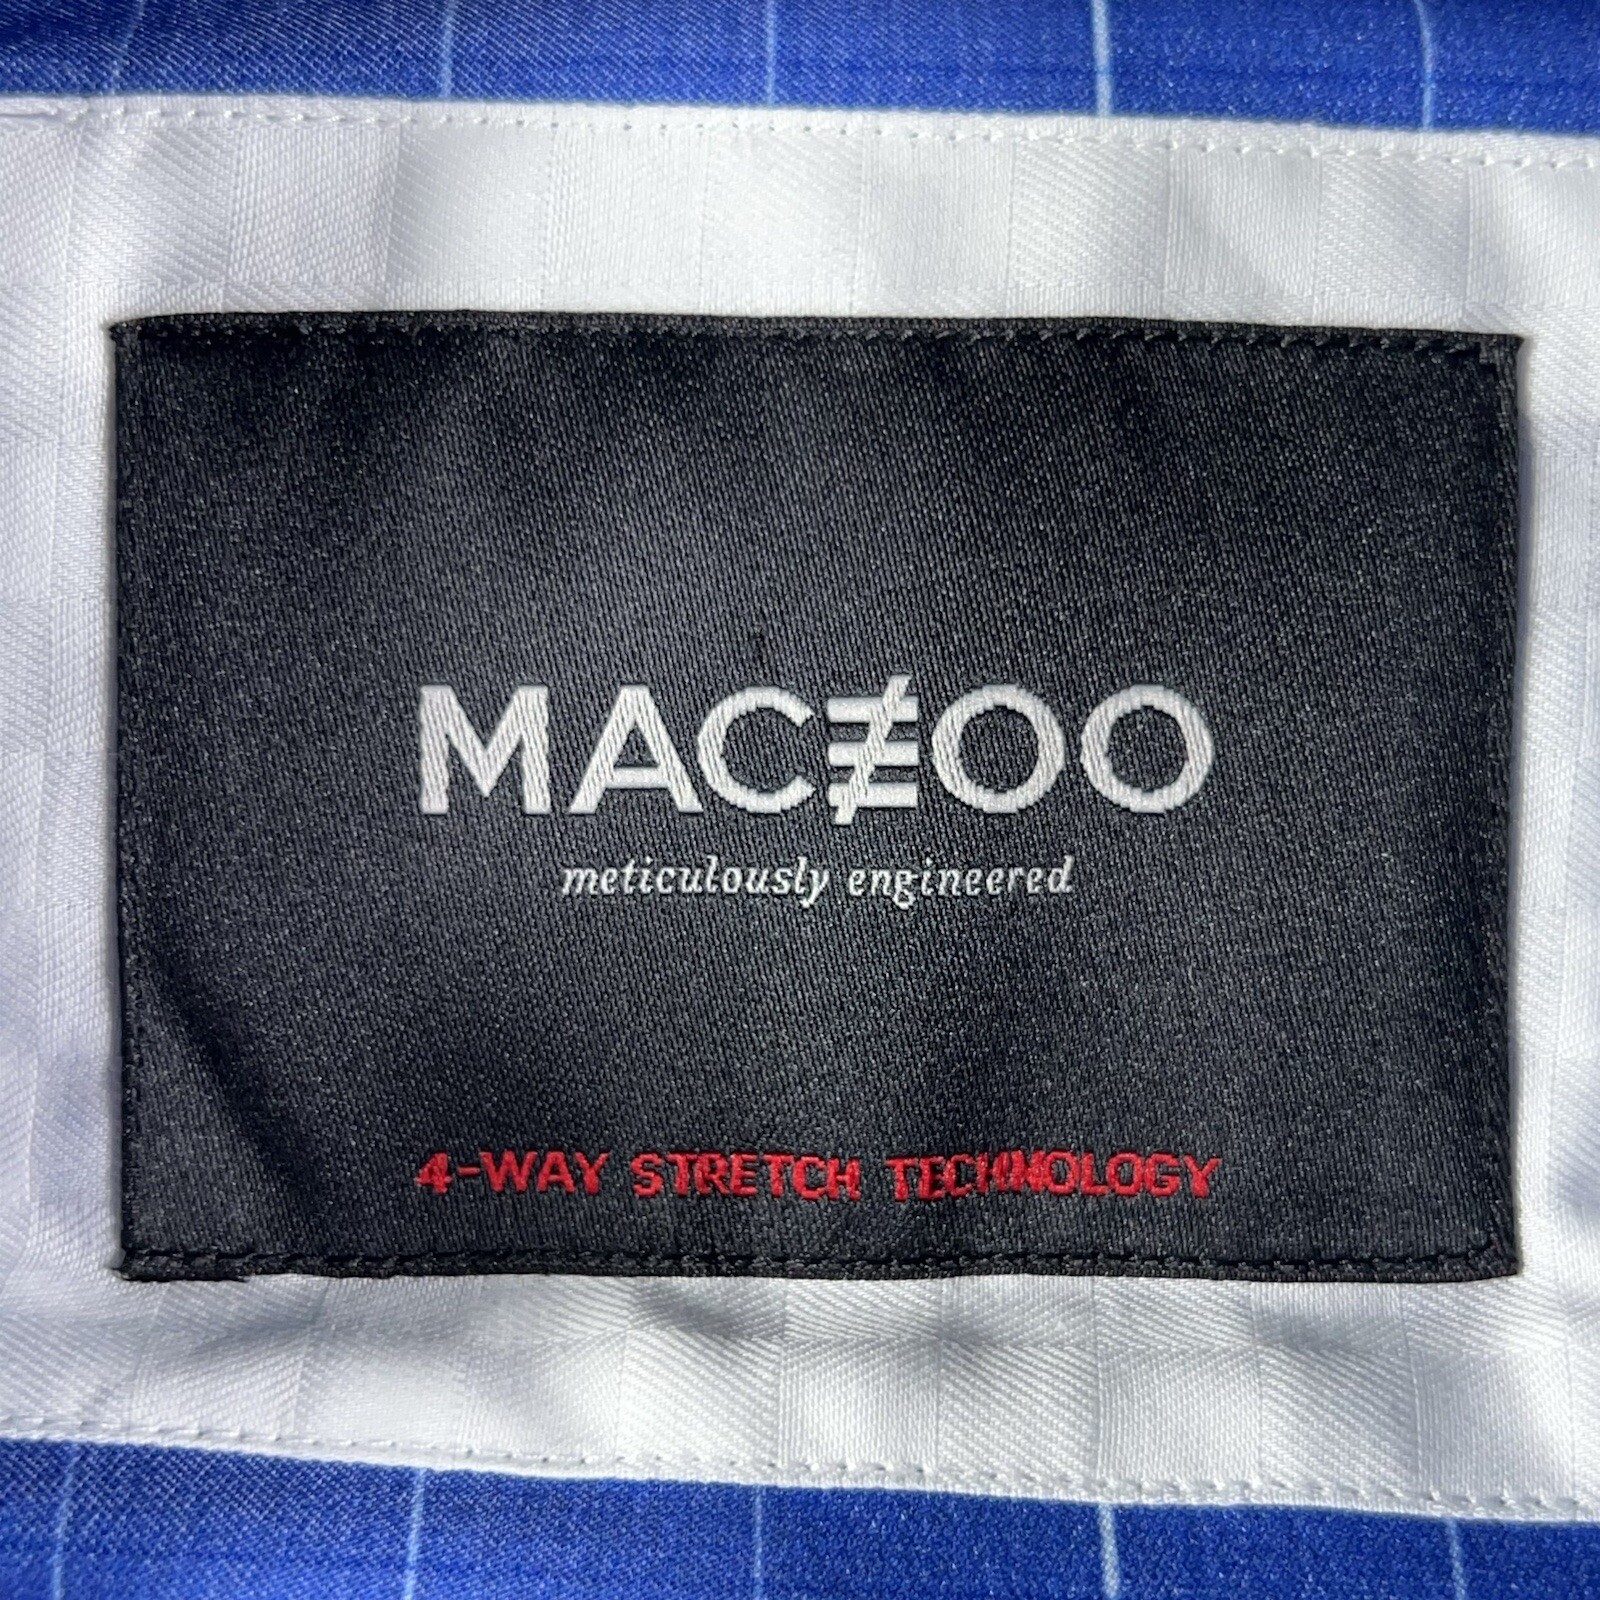 MACEOO
meticulously engineered
4-WAY STRETCH TECHNOLOGY